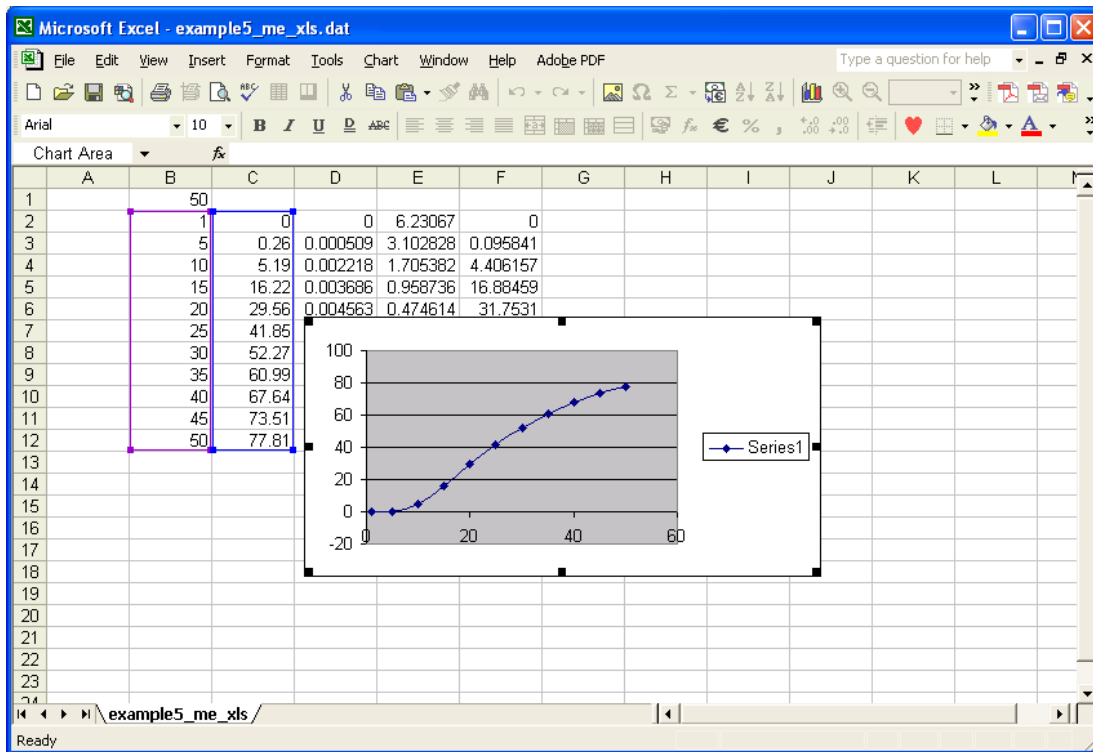 Microsoft Excel - example5_me_xls.dat
File Edit View Insert Format Tools Chart Window Help Adobe PDF Type a question for help
Arial 10 B I U D ABC € % ,
Chart Area fx
A B C D E F G H I J K L
1 50
2 1 0 0 6.23067 0
3 5 0.26 0.000509 3.102828 0.095841
4 10 5.19 0.002218 1.705382 4.406157
5 15 16.22 0.003686 0.958736 16.88459
6 20 29.56 0.004563 0.474614 31.7531
7 25 41.85
8 30 52.27
9 35 60.99
10 40 67.64
11 45 73.51
12 50 77.81
13
14
15
16
17
18
19
20
21
22
23
24
100
80
60
40
20
0
-20
0 20 40 60
Series1
example5_me_xls
Ready